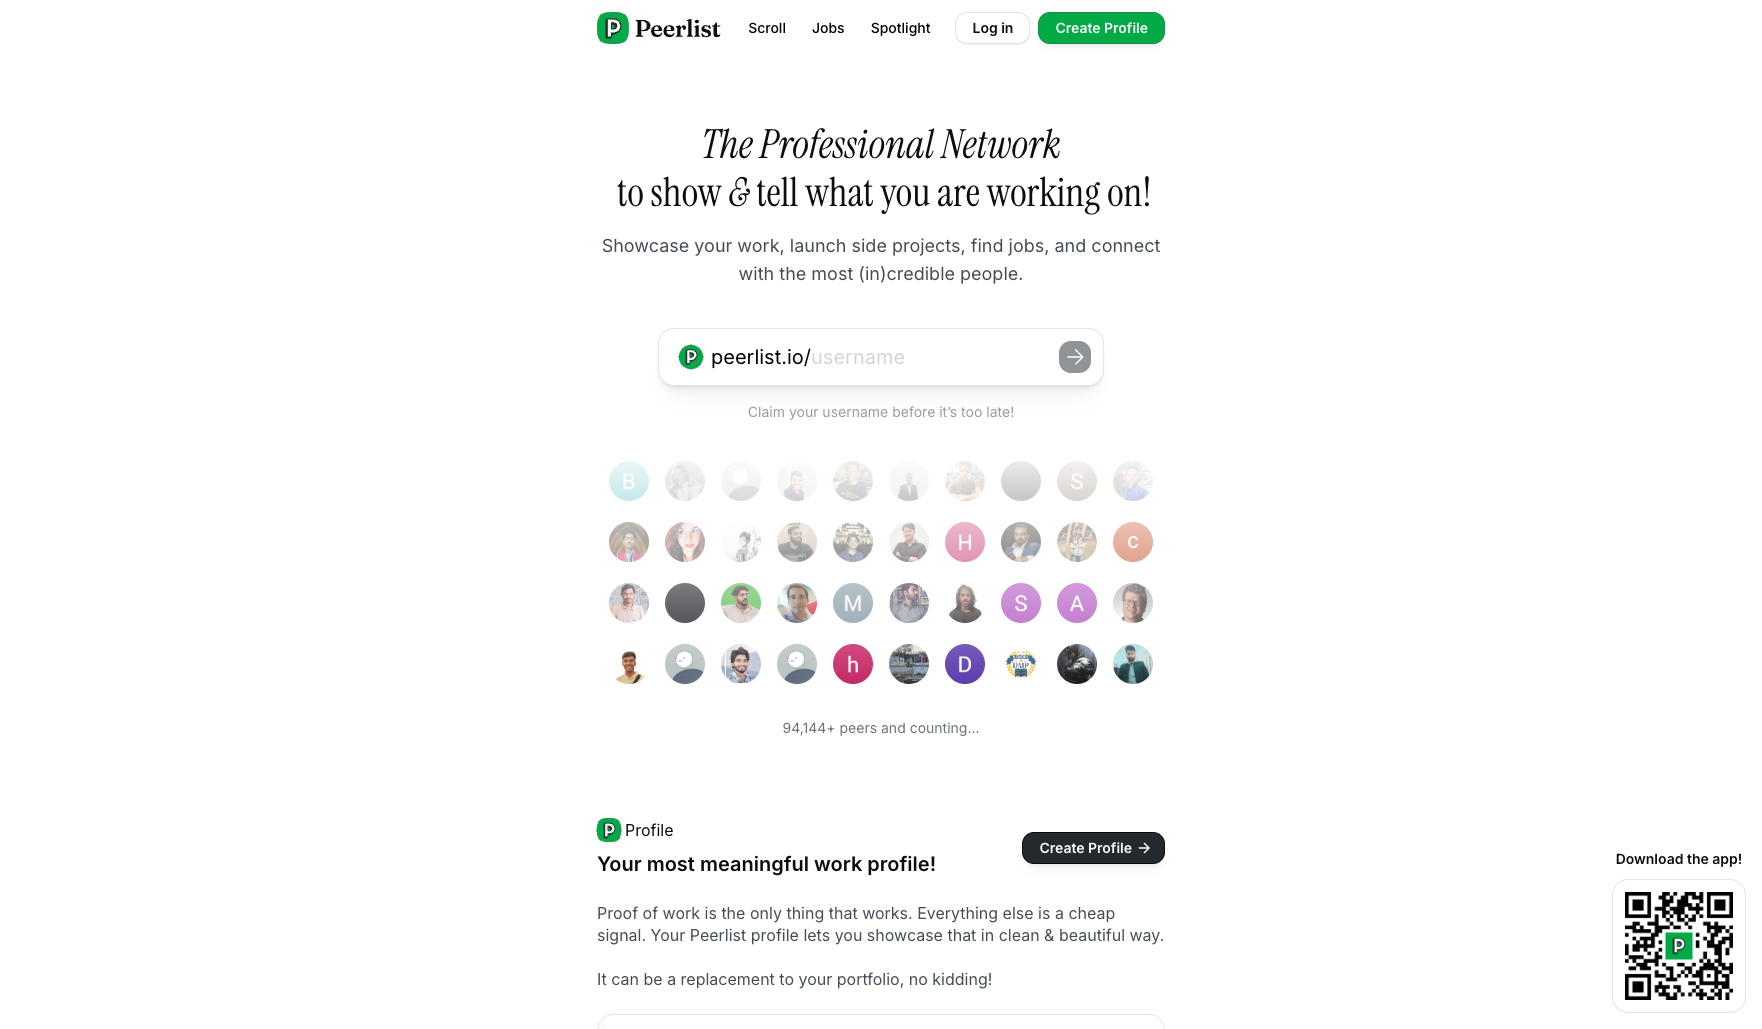 Peerlist
Scroll
Jobs
Spotlight
Log in
Create Profile
The Professional Network
to show & tell what you are working on!
Showcase your work, launch side projects, find jobs, and connect
with the most (in)credible people.
peerlist.io/username
Claim your username before it’s too late!
B
S
H
c
M
S
A
h
D
94,144+ peers and counting...
Profile
Your most meaningful work profile!
Create Profile →
Proof of work is the only thing that works. Everything else is a cheap
signal. Your Peerlist profile lets you showcase that in clean & beautiful way.
It can be a replacement to your portfolio, no kidding!
Download the app!